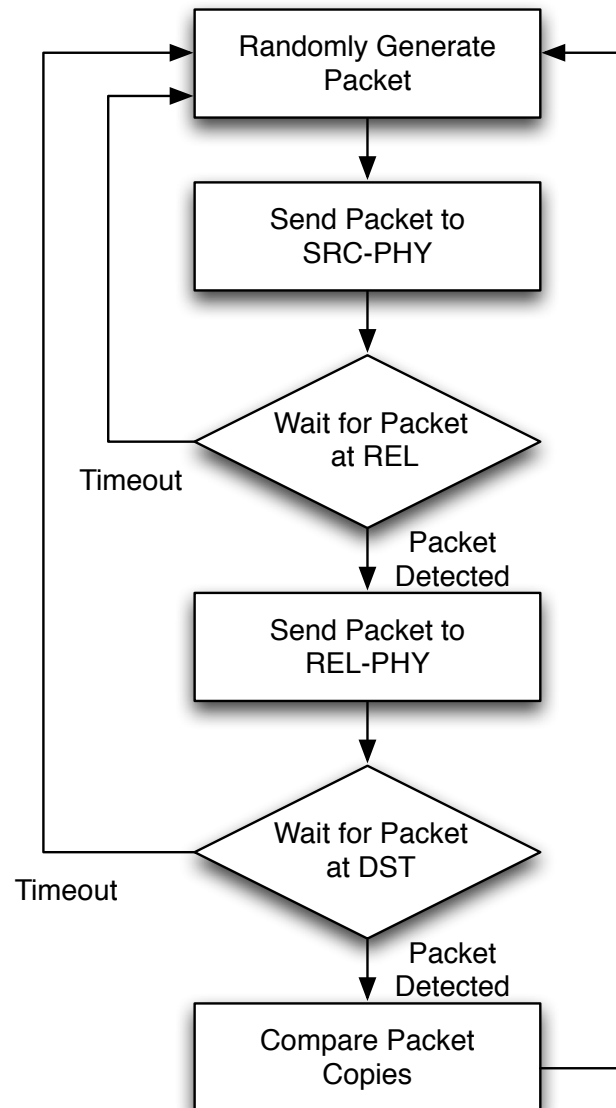 Randomly Generate
Packet
Send Packet to
SRC-PHY
Wait for Packet
at REL
Timeout
Packet
Detected
Send Packet to
REL-PHY
Wait for Packet
at DST
Timeout
Packet
Detected
Compare Packet
Copies